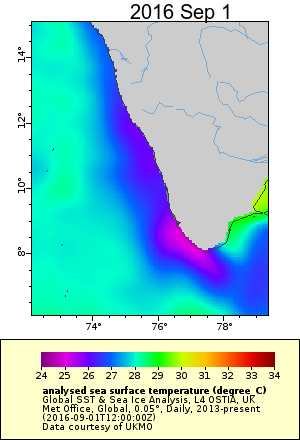 2016 Sep 1
14°
12°
10°
8°
74°
76°
78°
24 25 26 27 28 29 30 31 32 33 34
analysed sea surface temperature (degree_C)
Global SST & Sea Ice Analysis, L4 OSTIA, UK
Met Office, Global, 0.05°, Daily, 2013-present
(2016-09-01T12:00:00Z)
Data courtesy of UKMO